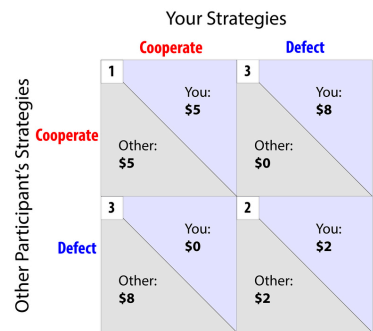 Your Strategies
Cooperate
Defect
Other Participant's Strategies
Cooperate
1
You:
$5
Other:
$5
3
You:
$8
Other:
$0
Defect
3
You:
$0
Other:
$8
2
You:
$2
Other:
$2